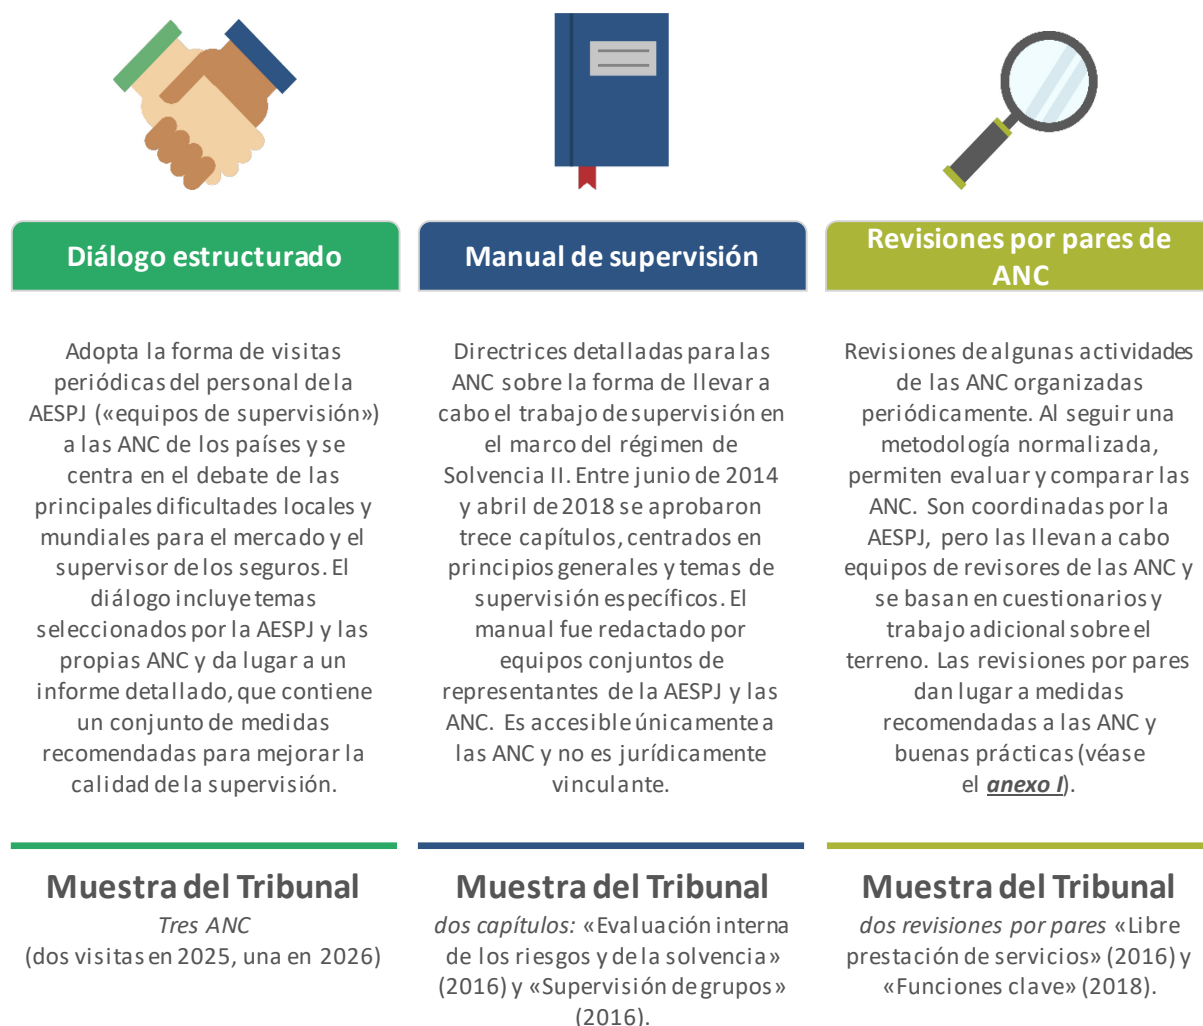 Diálogo estructurado
Adopta la forma de visitas
periódicas del personal de la
AESPJ («equipos de supervisión»)
a las ANC de los países y se
centra en el debate de las
principales dificultades locales y
mundiales para el mercado y el
supervisor de los seguros. El
diálogo incluye temas
seleccionados por la AESPJ y las
propias ANC y da lugar a un
informe detallado, que contiene
un conjunto de medidas
recomendadas para mejorar la
calidad de la supervisión.
Muestra del Tribunal
Tres ANC
(dos visitas en 2025, una en 2026)
Manual de supervisión
Directrices detalladas para las
ANC sobre la forma de llevar a
cabo el trabajo de supervisión en
el marco del régimen de
Solvencia II. Entre junio de 2014
y abril de 2018 se aprobaron
trece capítulos, centrados en
principios generales y temas de
supervisión específicos. El
manual fue redactado por
equipos conjuntos de
representantes de la AESPJ y las
ANC. Es accesible únicamente a
las ANC y no es jurídicamente
vinculante.
Muestra del Tribunal
dos capítulos: «Evaluación interna
de los riesgos y de la solvencia»
(2016) y «Supervisión de grupos»
(2016).
Revisiones por pares de
ANC
Revisiones de algunas actividades
de las ANC organizadas
periódicamente. Al seguir una
metodología normalizada,
permiten evaluar y comparar las
ANC. Son coordinadas por la
AESPJ, pero las llevan a cabo
equipos de revisores de las ANC y
se basan en cuestionarios y
trabajo adicional sobre el
terreno. Las revisiones por pares
dan lugar a medidas
recomendadas a las ANC y
buenas prácticas (véase
el anexo I).
Muestra del Tribunal
dos revisiones por pares «Libre
prestación de servicios» (2016) y
«Funciones clave» (2018).